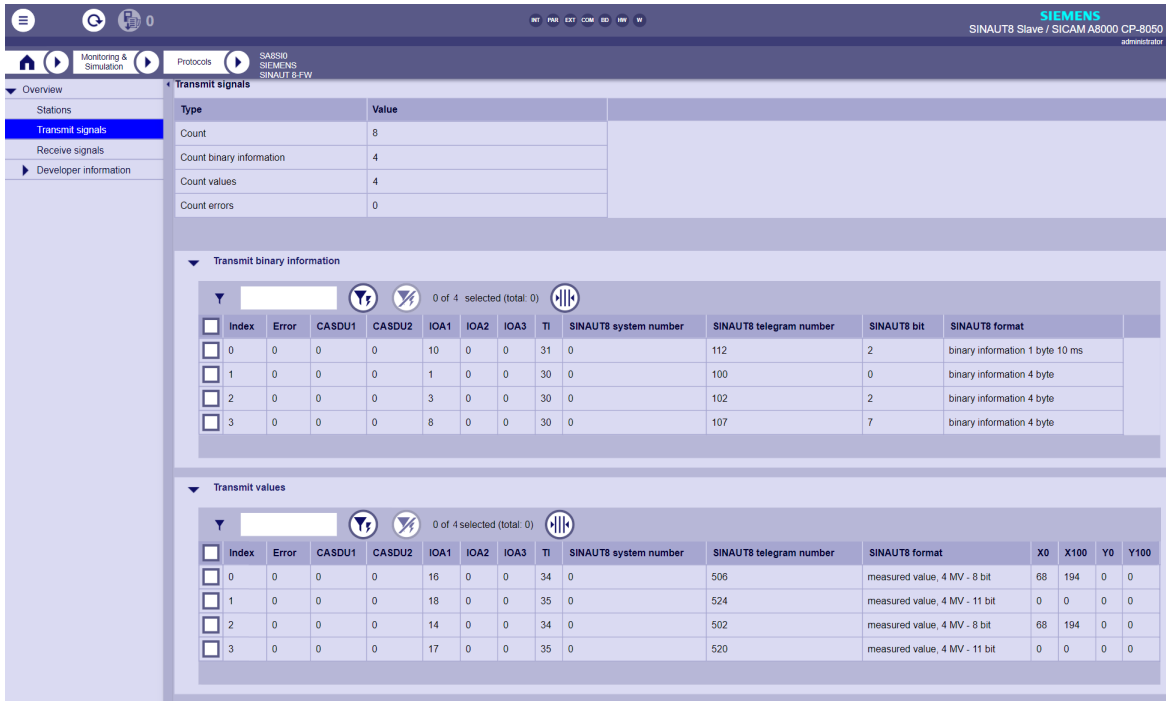 0
INT PAR EXT COM BD HW W
SIEMENS
SINAUT8 Slave / SICAM A8000 CP-8050
administrator
Monitoring & Simulation
Protocols
SA8SI0
SIEMENS
SINAUT 8-FW
Overview
Stations
Transmit signals
Receive signals
Developer information
Transmit signals
Type Value
Count 8
Count binary information 4
Count values 4
Count errors 0
Transmit binary information
0 of 4 selected (total: 0)
Index Error CASDU1 CASDU2 IOA1 IOA2 IOA3 TI SINAUT8 system number SINAUT8 telegram number SINAUT8 bit SINAUT8 format
0 0 0 0 10 0 0 31 0 112 2 binary information 1 byte 10 ms
1 0 0 0 1 0 0 30 0 100 0 binary information 4 byte
2 0 0 0 3 0 0 30 0 102 2 binary information 4 byte
3 0 0 0 8 0 0 30 0 107 7 binary information 4 byte
Transmit values
0 of 4 selected (total: 0)
Index Error CASDU1 CASDU2 IOA1 IOA2 IOA3 TI SINAUT8 system number SINAUT8 telegram number SINAUT8 format X0 X100 Y0 Y100
0 0 0 0 16 0 0 34 0 506 measured value, 4 MV - 8 bit 68 194 0 0
1 0 0 0 18 0 0 35 0 524 measured value, 4 MV - 11 bit 0 0 0 0
2 0 0 0 14 0 0 34 0 502 measured value, 4 MV - 8 bit 68 194 0 0
3 0 0 0 17 0 0 35 0 520 measured value, 4 MV - 11 bit 0 0 0 0